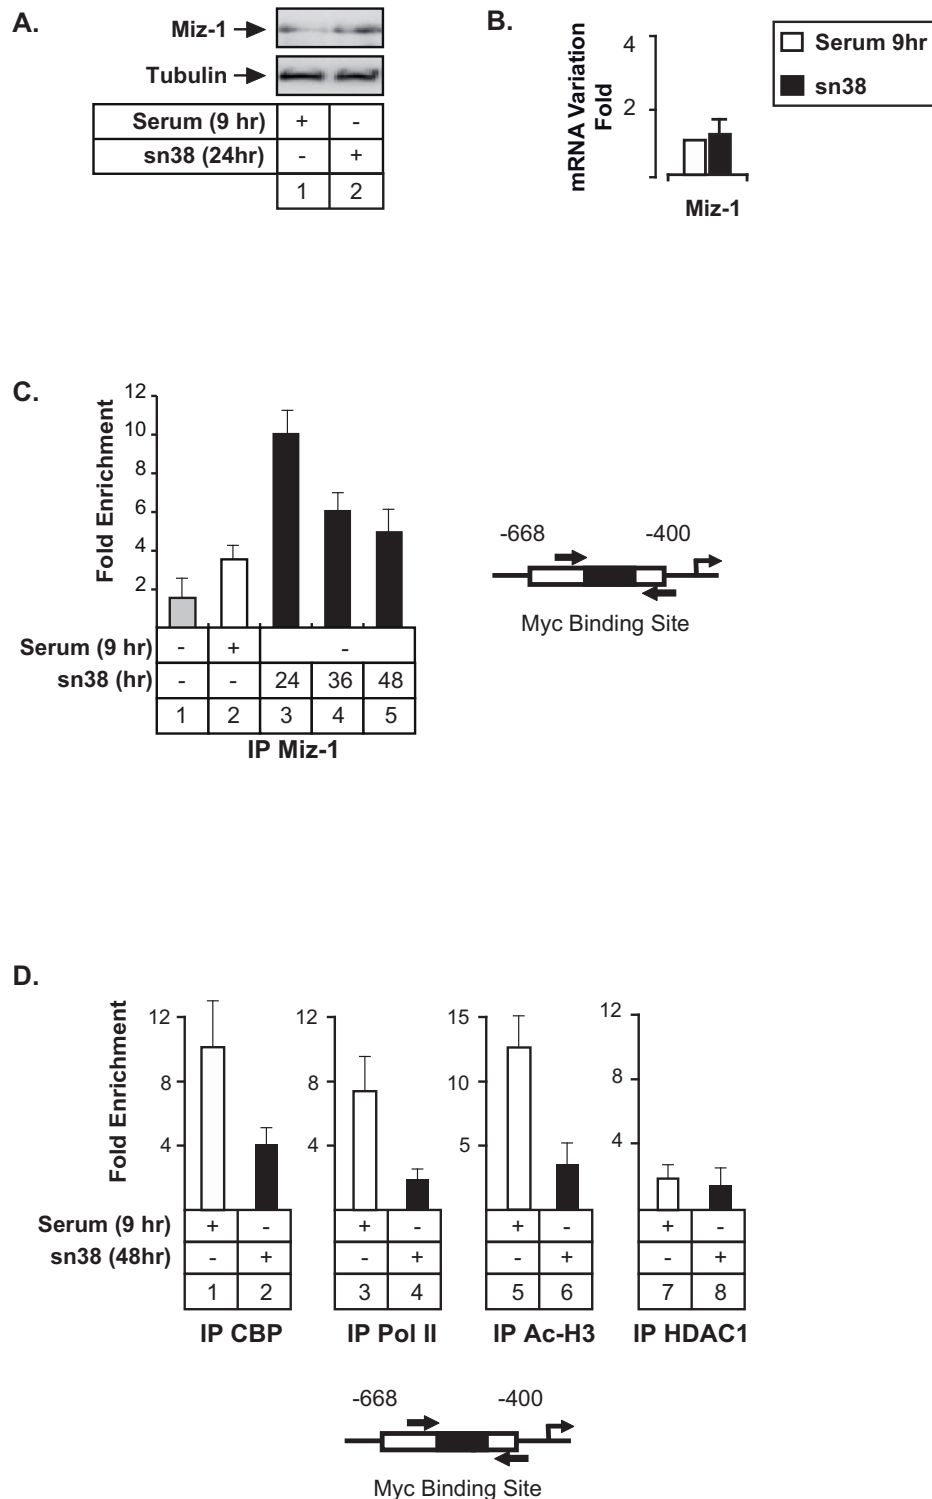 A.
Miz-1
Tubulin
Serum (9 hr) + -
sn38 (24hr) - +
1 2
B.
mRNA Variation
Fold
4
2
Miz-1
Serum 9hr
sn38
C.
Fold Enrichment
12
10
8
6
4
2
Serum (9 hr) - + -
sn38 (hr) - - 24 36 48
1 2 3 4 5
IP Miz-1
-668 -400
Myc Binding Site
D.
Fold Enrichment
12
8
4
12
8
4
15
10
5
12
8
4
Serum (9 hr) + - + - + - + -
sn38 (48hr) - + - + - + - +
1 2 3 4 5 6 7 8
IP CBP IP Pol II IP Ac-H3 IP HDAC1
-668 -400
Myc Binding Site